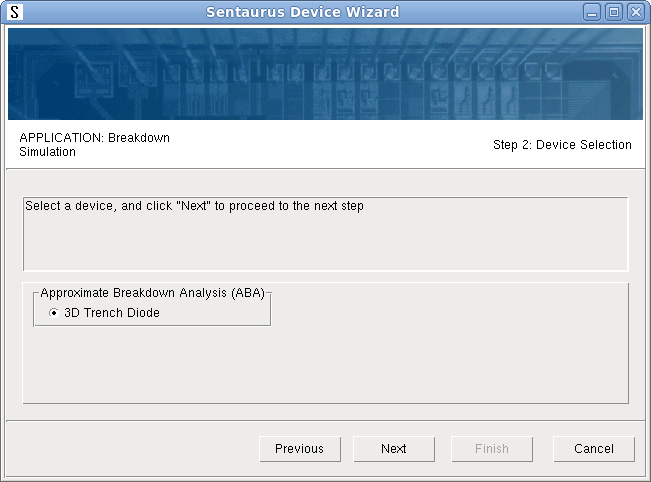 S
Sentaurus Device Wizard
APPLICATION: Breakdown
Simulation
Step 2: Device Selection
Select a device, and click "Next" to proceed to the next step
Approximate Breakdown Analysis (ABA)
3D Trench Diode
Previous
Next
Finish
Cancel